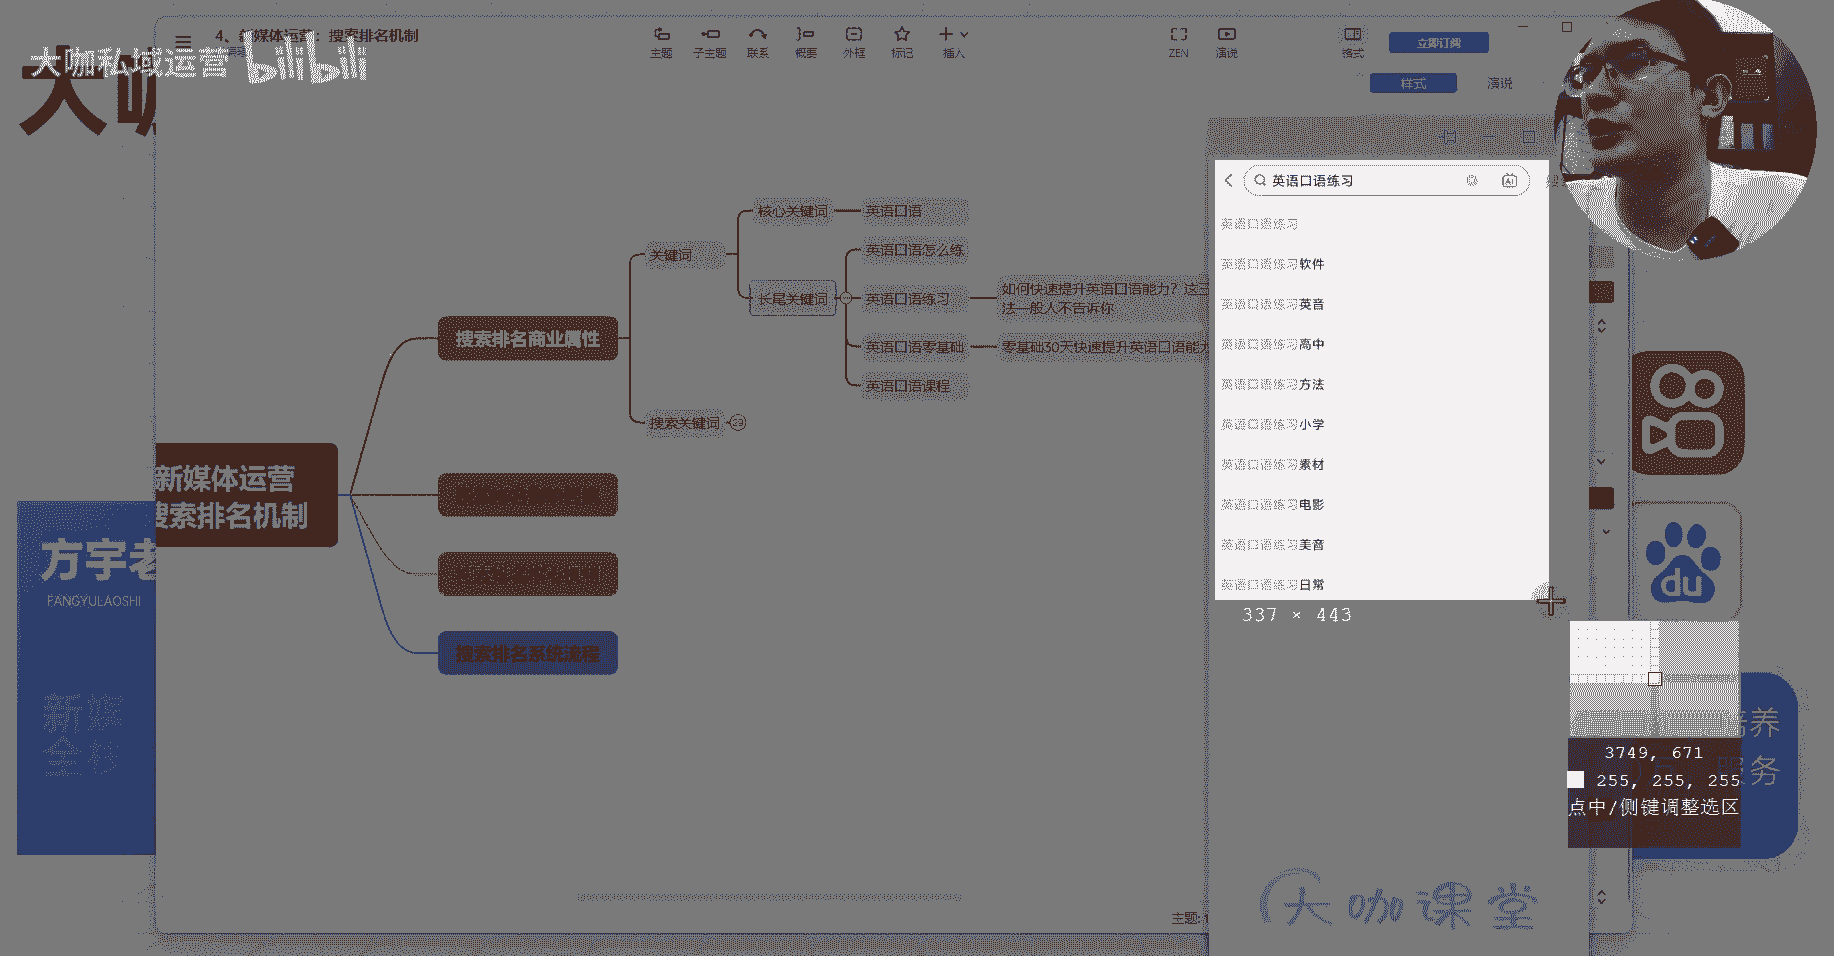 大咖私域运营 bilibili
4、新媒体运营：搜索排名机制
主题
子主题
联系
概要
外框
标记
插入
ZEN
演说
格式
立即订阅
样式
演说
大咖
英语口语练习
英语口语练习
英语口语练习软件
英语口语练习英音
英语口语练习高中
英语口语练习方法
英语口语练习小学
英语口语练习素材
英语口语练习电影
英语口语练习美音
英语口语练习日常
337 × 443
核心关键词
英语口语
关键词
英语口语怎么练
长尾关键词
英语口语练习
如何快速提升英语口语能力？这三
法一般人不告诉你
英语口语零基础
零基础30天快速提升英语口语能力
英语口语课程
搜索排名商业属性
搜索关键词
29
新媒体运营
搜索排名机制
搜索排名系统流程
方宇老
FANGYULAOSHI
新媒
全栈
du
培养
服务
3749, 671
255, 255, 255
点中/侧键调整选区
主题: 1
大咖课堂